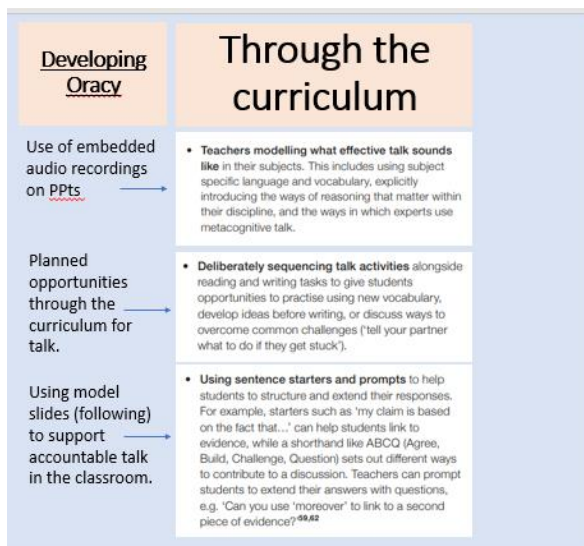 Developing
Oracy
Through the
curriculum
Use of embedded
audio recordings
on PPts
• Teachers modelling what effective talk sounds
like in their subjects. This includes using subject
specific language and vocabulary, explicitly
introducing the ways of reasoning that matter within
their discipline, and the ways in which experts use
metacognitive talk.
Planned
opportunities
through the
curriculum for
talk.
• Deliberately sequencing talk activities alongside
reading and writing tasks to give students
opportunities to practise using new vocabulary,
develop ideas before writing, or discuss ways to
overcome common challenges ('tell your partner
what to do if they get stuck').
Using model
slides (following)
to support
accountable talk
in the classroom.
• Using sentence starters and prompts to help
students to structure and extend their responses.
For example, starters such as 'my claim is based
on the fact that...' can help students link to
evidence, while a shorthand like ABCQ (Agree,
Build, Challenge, Question) sets out different ways
to contribute to a discussion. Teachers can prompt
students to extend their answers with questions,
e.g. 'Can you use 'moreover' to link to a second
piece of evidence?'59,62